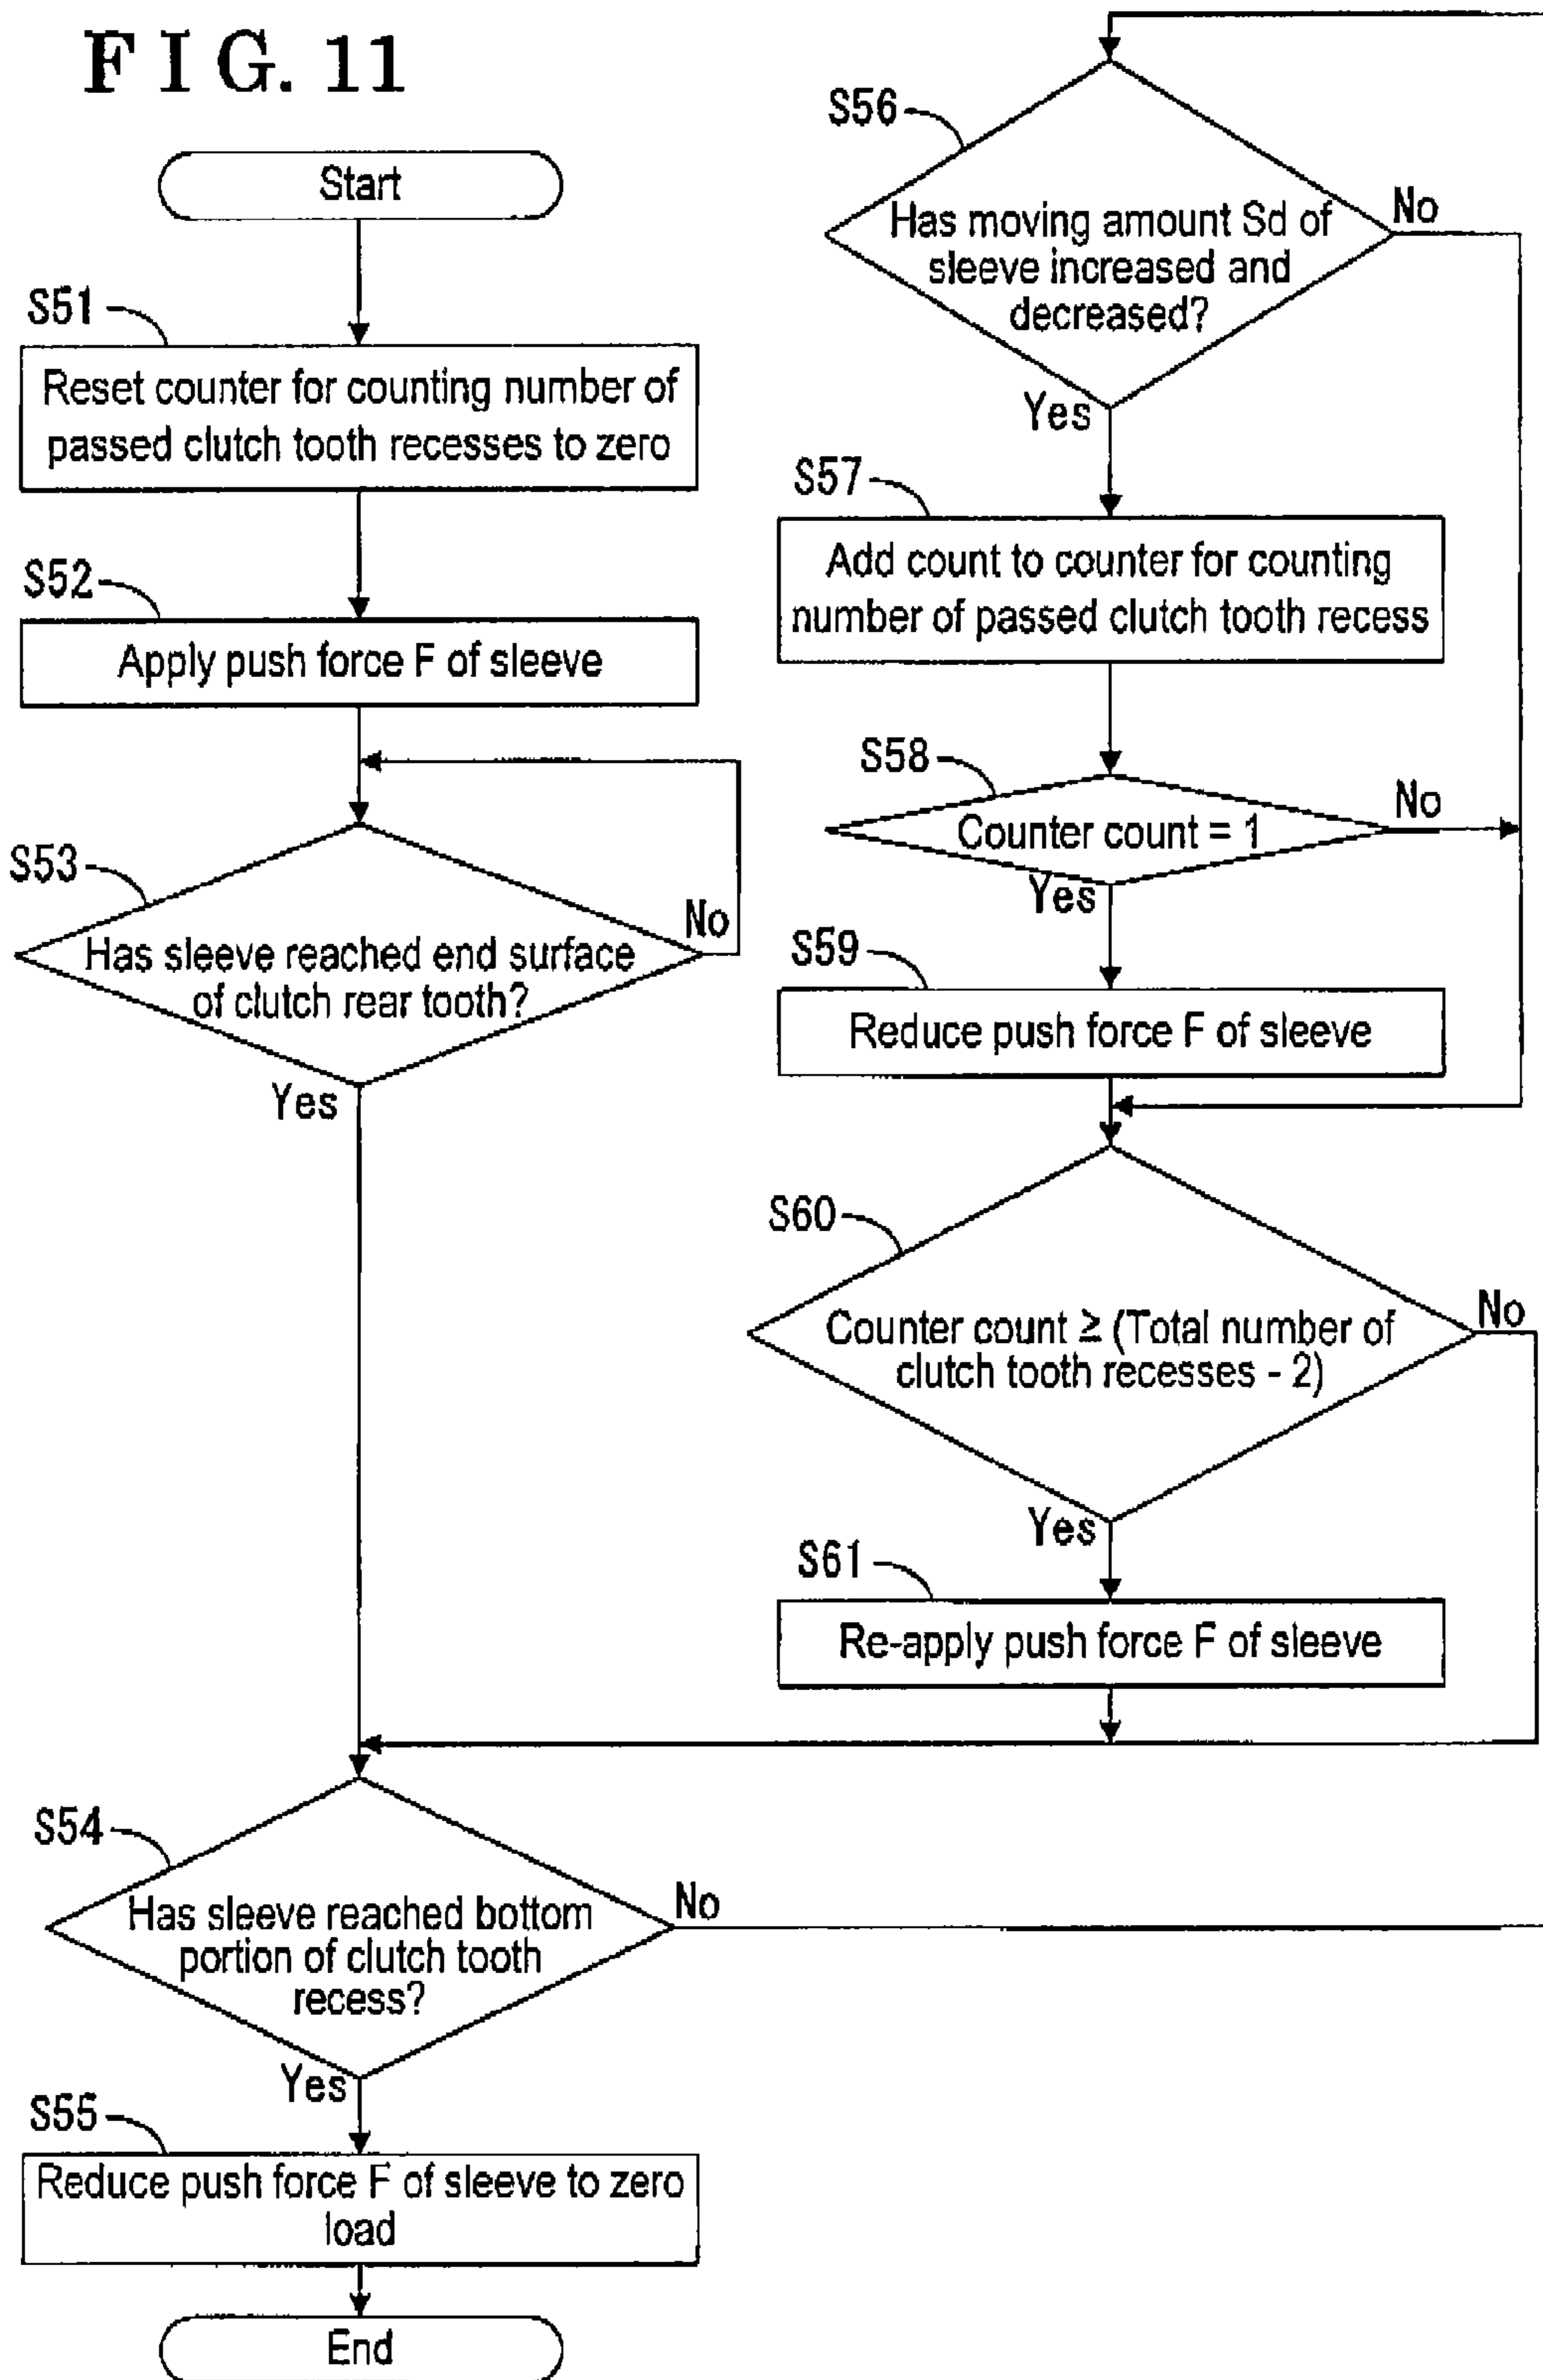 FIG. 11
Start
S51
Reset counter for counting number of
passed clutch tooth recesses to zero
S52
Apply push force F of sleeve
S53
Has sleeve reached end surface
of clutch rear tooth?
No
Yes
S54
Has sleeve reached bottom
portion of clutch tooth
recess?
No
Yes
S55
Reduce push force F of sleeve to zero
load
End
S56
Has moving amount Sd of
sleeve increased and
decreased?
No
Yes
S57
Add count to counter for counting
number of passed clutch tooth recess
S58
Counter count = 1
No
Yes
S59
Reduce push force F of sleeve
S60
Counter count ≥ (Total number of
clutch tooth recesses - 2)
No
Yes
S61
Re-apply push force F of sleeve